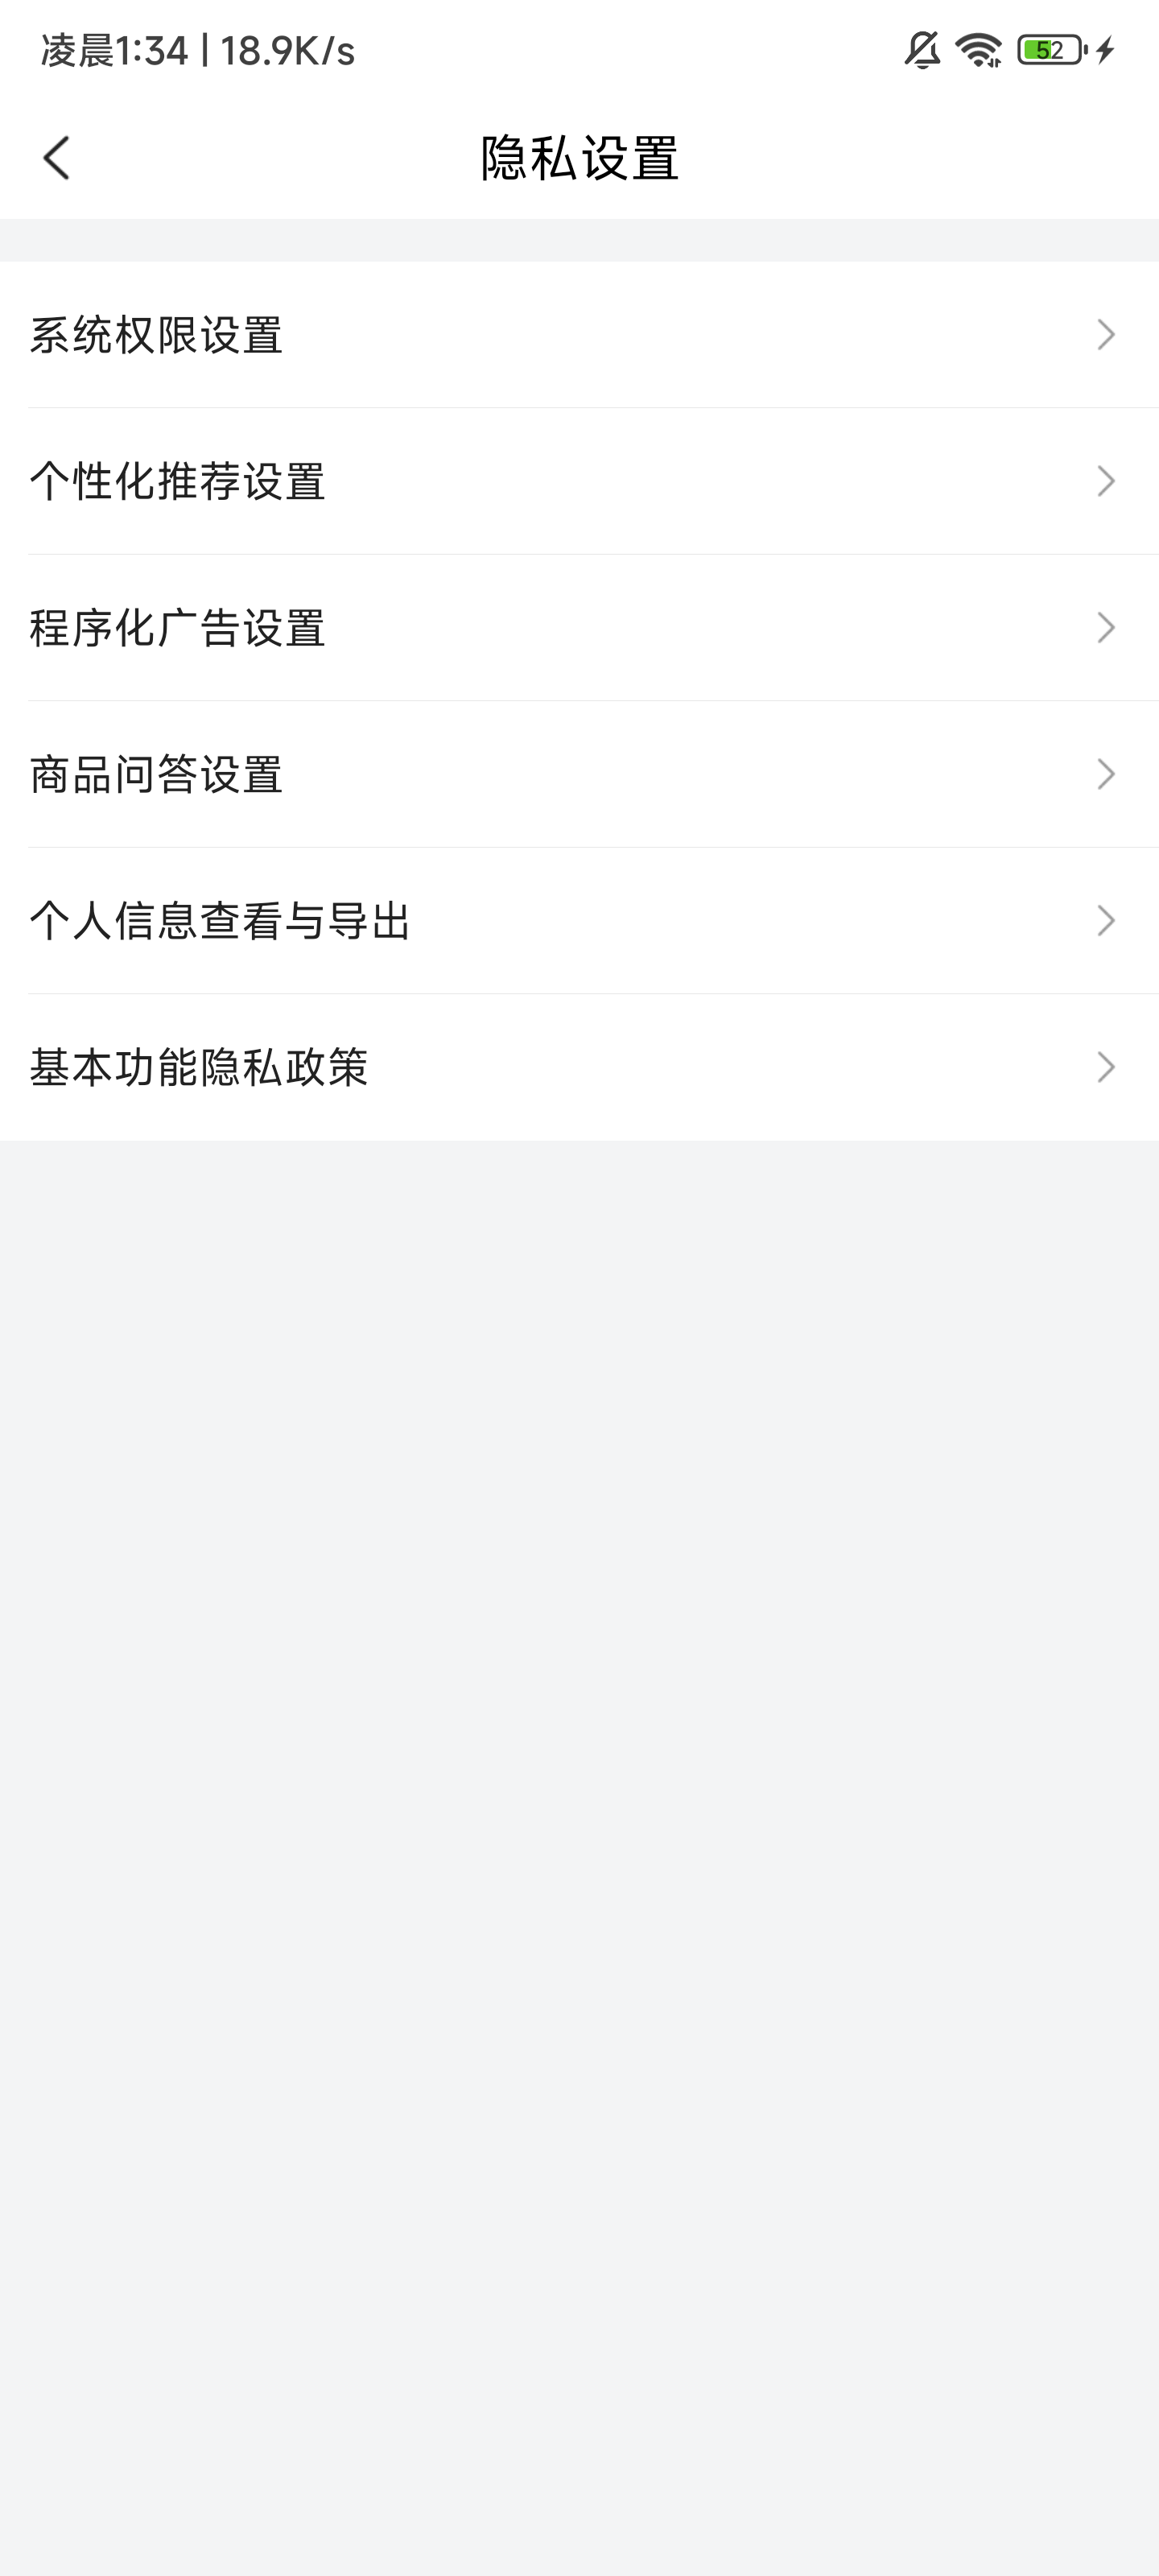 凌晨1:34 | 18.9K/s
52
隐私设置
系统权限设置
个性化推荐设置
程序化广告设置
商品问答设置
个人信息查看与导出
基本功能隐私政策